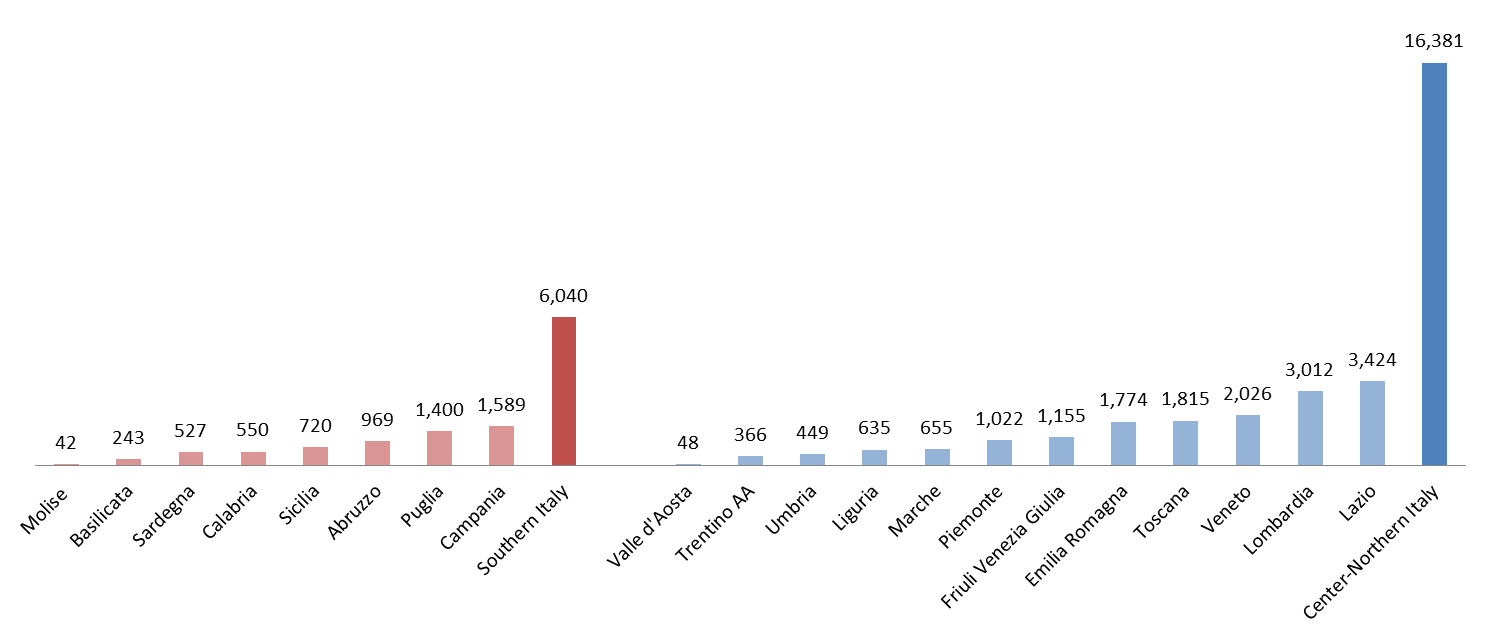 16,381
6,040
3,424
3,012
2,026
1,815
1,774
1,589
1,400
1,155
1,022
969
720
655
635
550
527
449
366
243
48
42
Molise
Basilicata
Sardegna
Calabria
Sicilia
Abruzzo
Puglia
Campania
Southern Italy
Valle d'Aosta
Trentino AA
Umbria
Liguria
Marche
Piemonte
Friuli Venezia Giulia
Emilia Romagna
Toscana
Veneto
Lombardia
Lazio
Center-Northern Italy